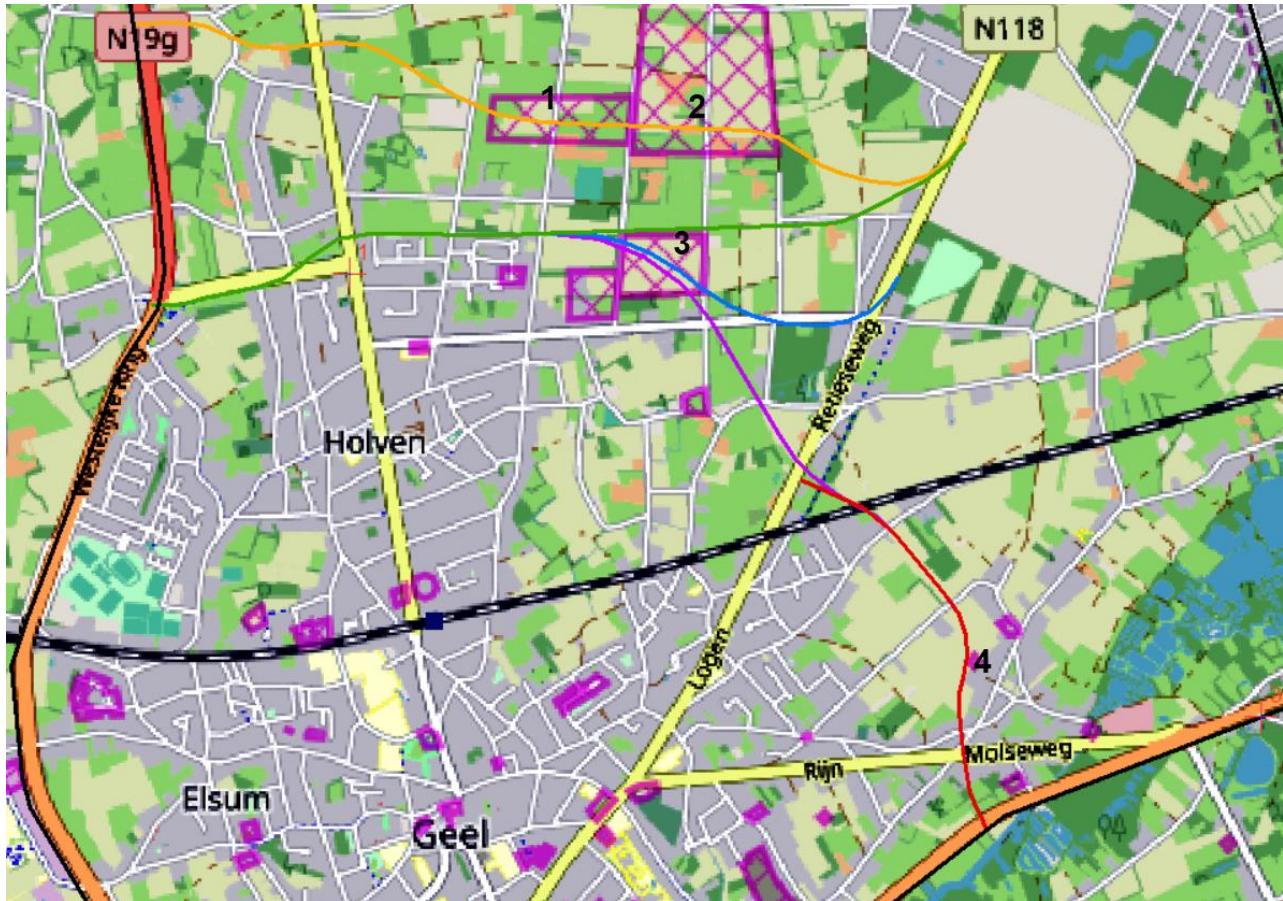 N19g
N118
1
2
3
Westelijke Ring
Retieseweg
Holven
Logen
4
Molseweg
Rijn
Elsum
Geel